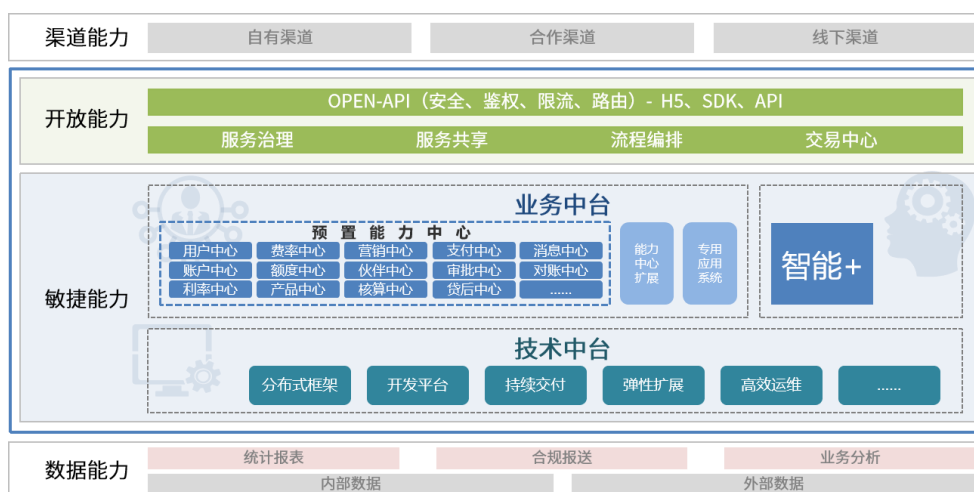 渠道能力 自有渠道 合作渠道 线下渠道
开放能力
OPEN-API（安全、鉴权、限流、路由）- H5、SDK、API
服务治理 服务共享 流程编排 交易中心
敏捷能力
业务中台
预置能力中心
用户中心 费率中心 营销中心 支付中心 消息中心
账户中心 额度中心 伙伴中心 审批中心 对账中心
利率中心 产品中心 核算中心 贷后中心 ......
能力
中心
扩展
专用
应用
系统
智能+
技术中台
分布式框架 开发平台 持续交付 弹性扩展 高效运维 ......
数据能力
统计报表 合规报送 业务分析
内部数据 外部数据